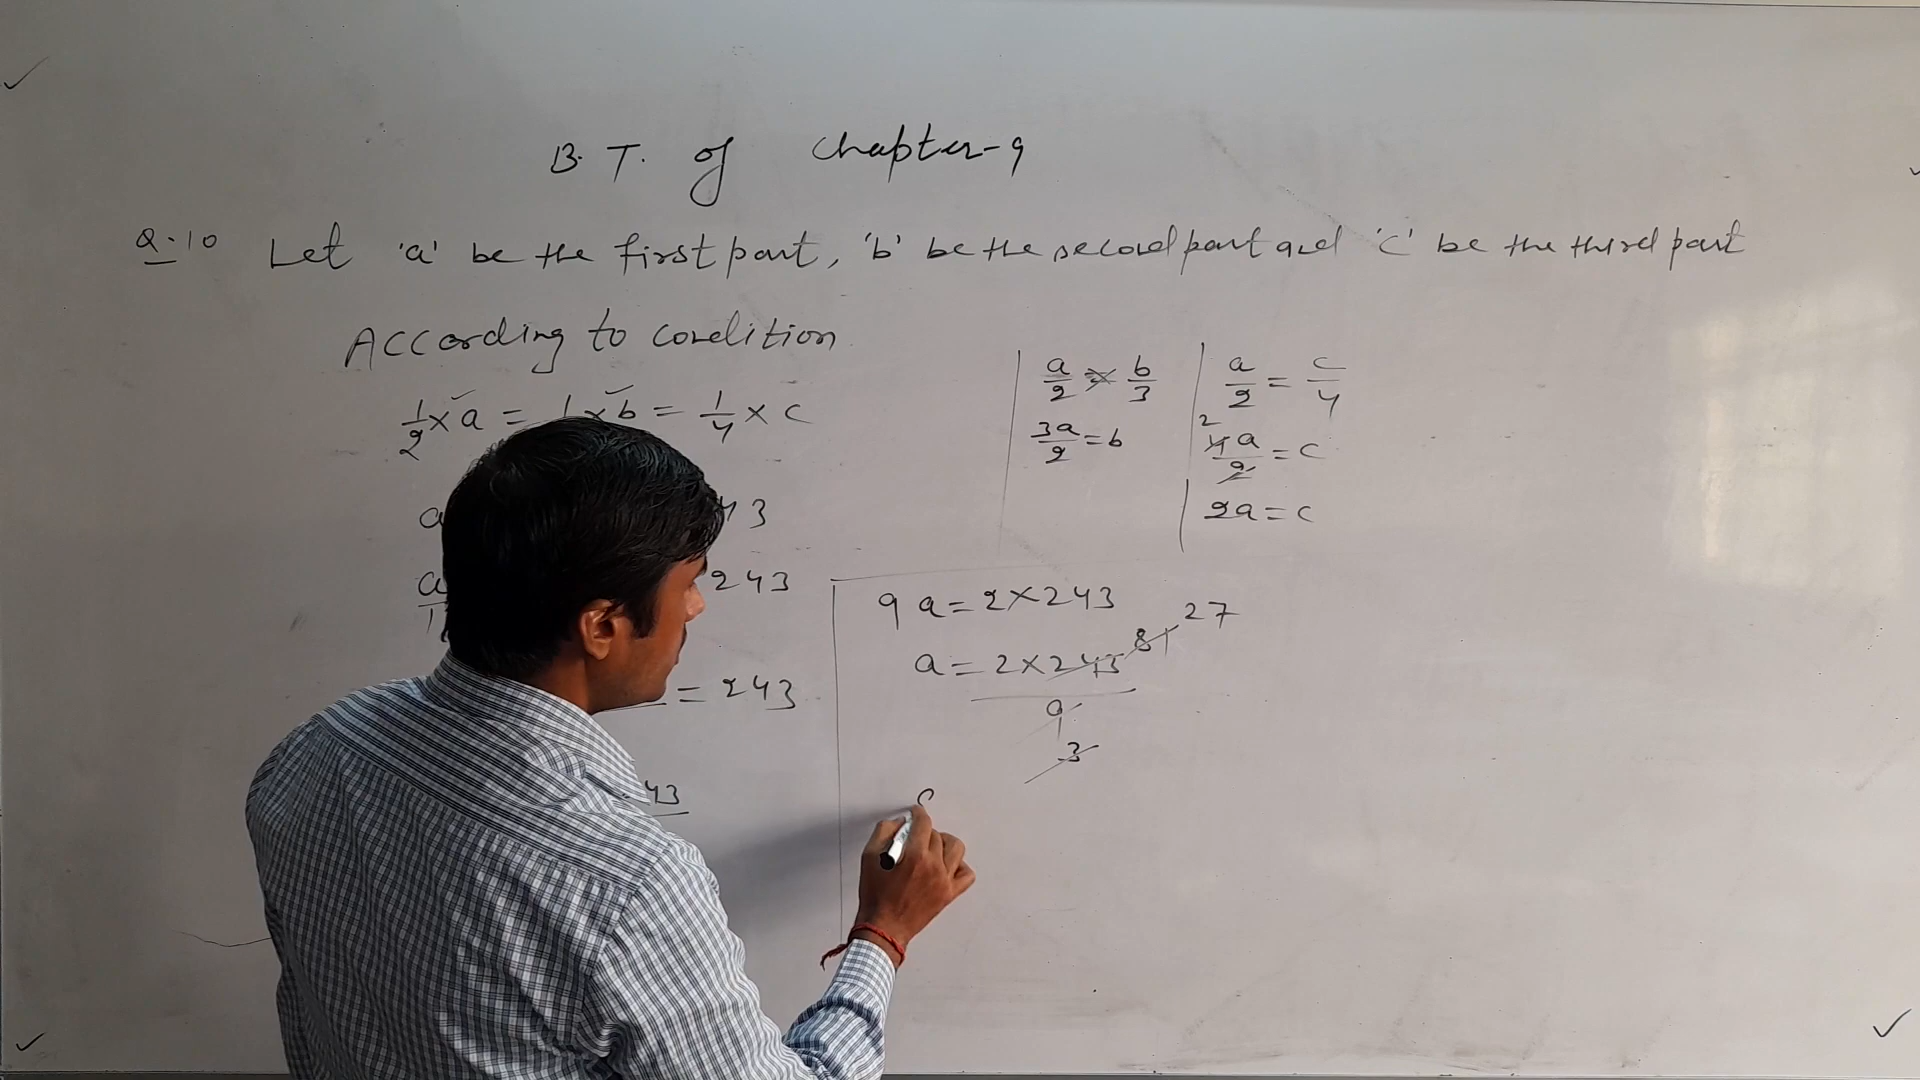 B. T. of Chapter-9
Q.10 Let 'a' be the first part, 'b' be the second part and 'c' be the third part
According to condition
1/2 × a = 1 × b = 1/4 × c
a 43
a 243
= 243
43
a/2 = b/3
3a/2 = b
a/2 = c/4
2
4a/2 = c
2a = c
9 a = 2 × 243
81 27
a = 2 × 243
9
3